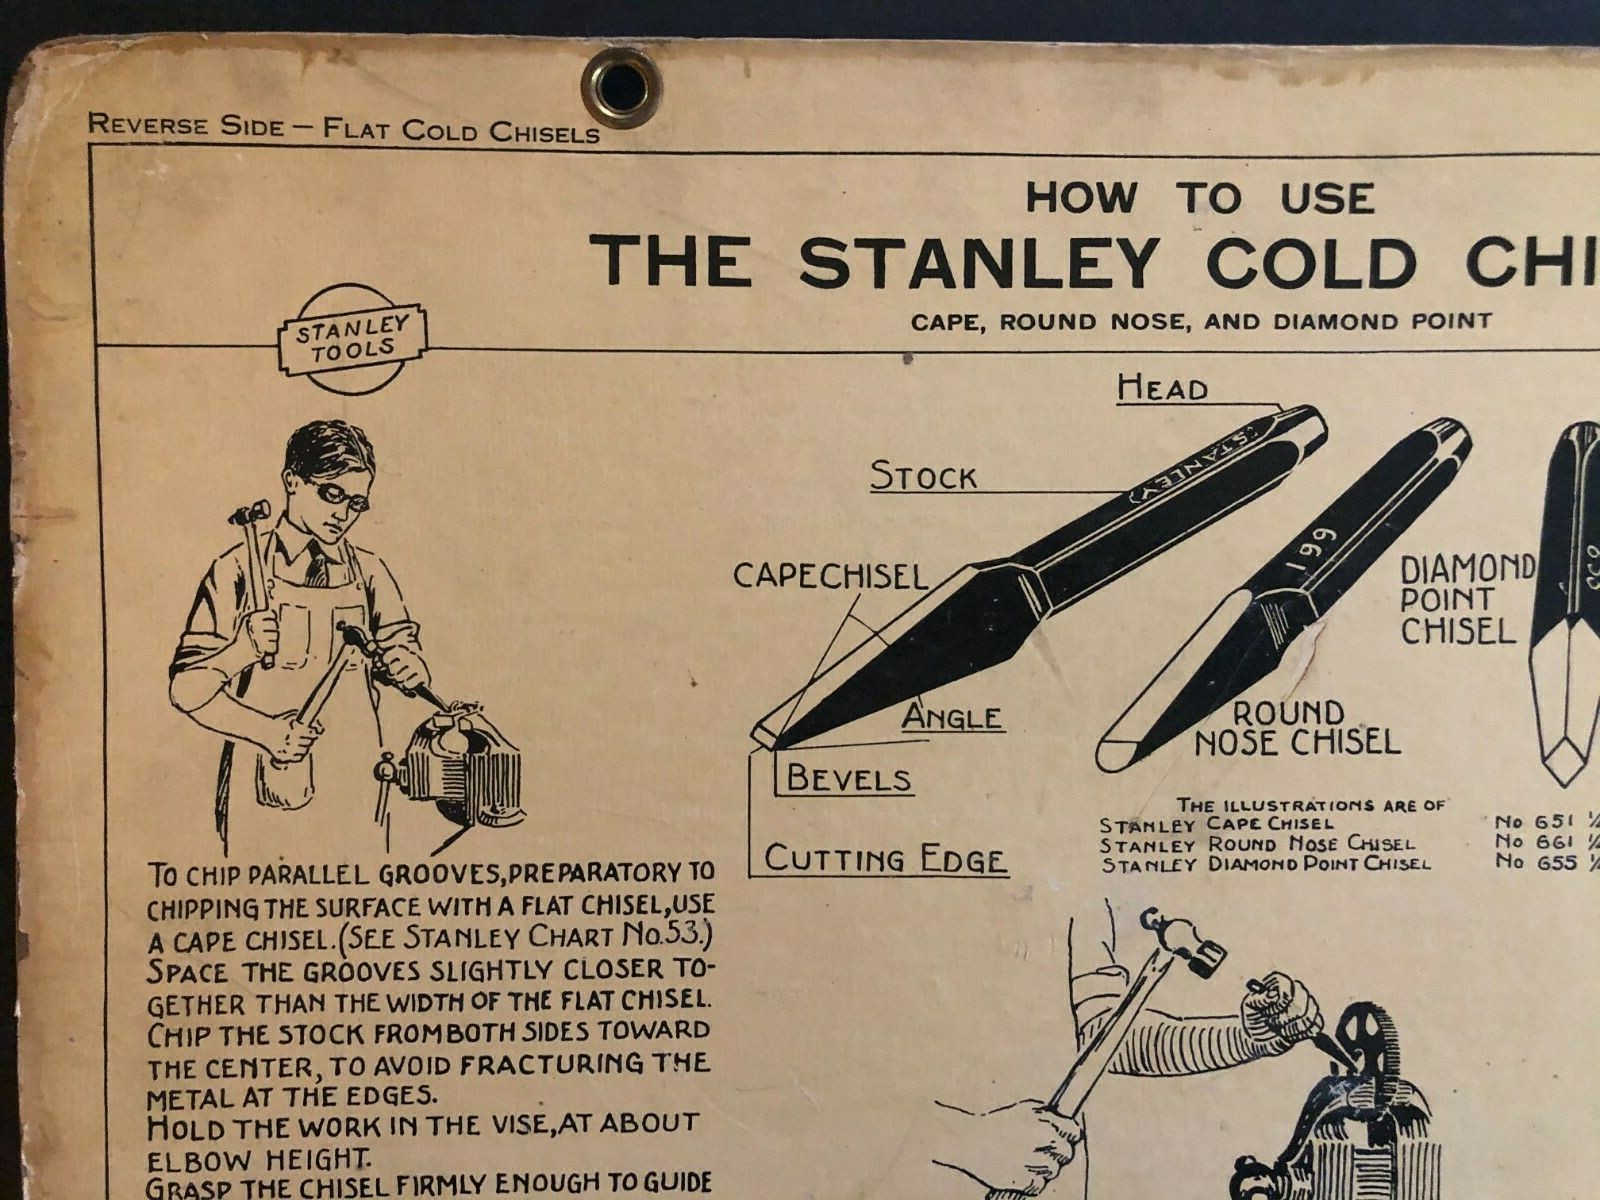 REVERSE SIDE — FLAT COLD CHISELS
HOW TO USE
THE STANLEY COLD CHI
CAPE, ROUND NOSE, AND DIAMOND POINT
STANLEY
TOOLS
HEAD
STOCK
STANLEY
CAPE CHISEL
199
DIAMOND
POINT
CHISEL
ANGLE
ROUND
NOSE CHISEL
BEVELS
CUTTING EDGE
THE ILLUSTRATIONS ARE OF
STANLEY CAPE CHISEL No 651
STANLEY ROUND NOSE CHISEL No 661
STANLEY DIAMOND POINT CHISEL No 655
TO CHIP PARALLEL GROOVES, PREPARATORY TO
CHIPPING THE SURFACE WITH A FLAT CHISEL, USE
A CAPE CHISEL. (SEE STANLEY CHART No. 53.)
SPACE THE GROOVES SLIGHTLY CLOSER TO-
GETHER THAN THE WIDTH OF THE FLAT CHISEL.
CHIP THE STOCK FROM BOTH SIDES TOWARD
THE CENTER, TO AVOID FRACTURING THE
METAL AT THE EDGES.
HOLD THE WORK IN THE VISE, AT ABOUT
ELBOW HEIGHT.
GRASP THE CHISEL FIRMLY ENOUGH TO GUIDE